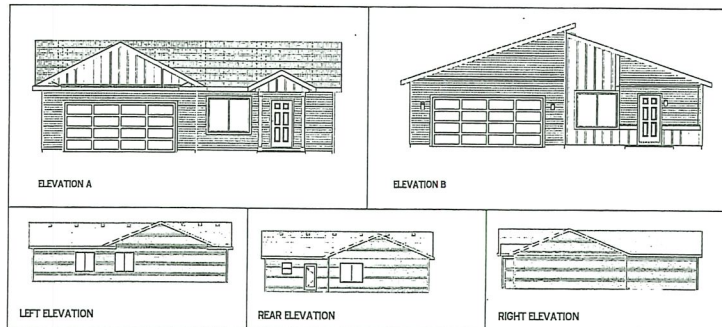 ELEVATION A
ELEVATION B
LEFT ELEVATION
REAR ELEVATION
RIGHT ELEVATION